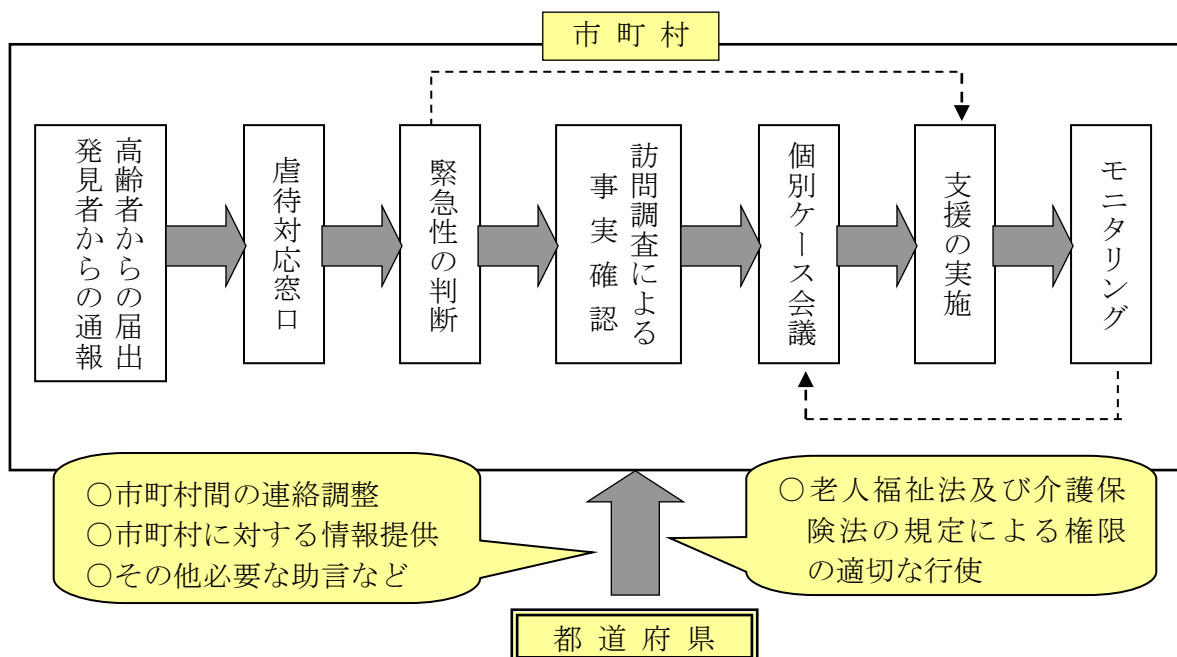 市町村
高齢者からの届出
発見者からの通報
虐待対応窓口
緊急性の判断
訪問調査による
事実確認
個別ケース会議
支援の実施
モニタリング
○市町村間の連絡調整
○市町村に対する情報提供
○その他必要な助言など
○老人福祉法及び介護保
険法の規定による権限
の適切な行使
都道府県